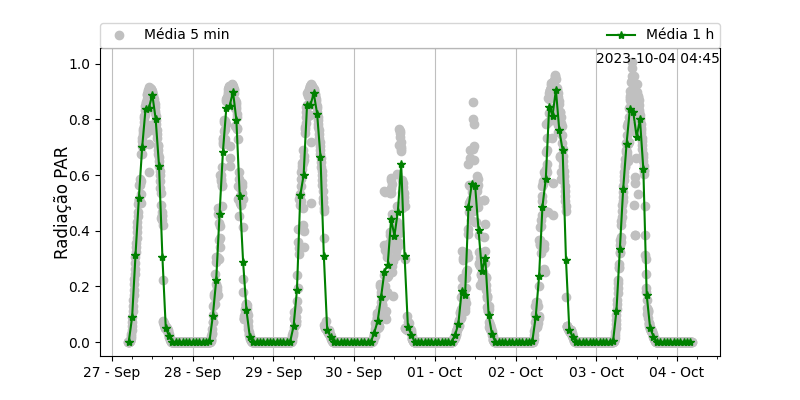 Média 5 min
Média 1 h
2023-10-04 04:45
Radiação PAR
1.0
0.8
0.6
0.4
0.2
0.0
27 - Sep
28 - Sep
29 - Sep
30 - Sep
01 - Oct
02 - Oct
03 - Oct
04 - Oct